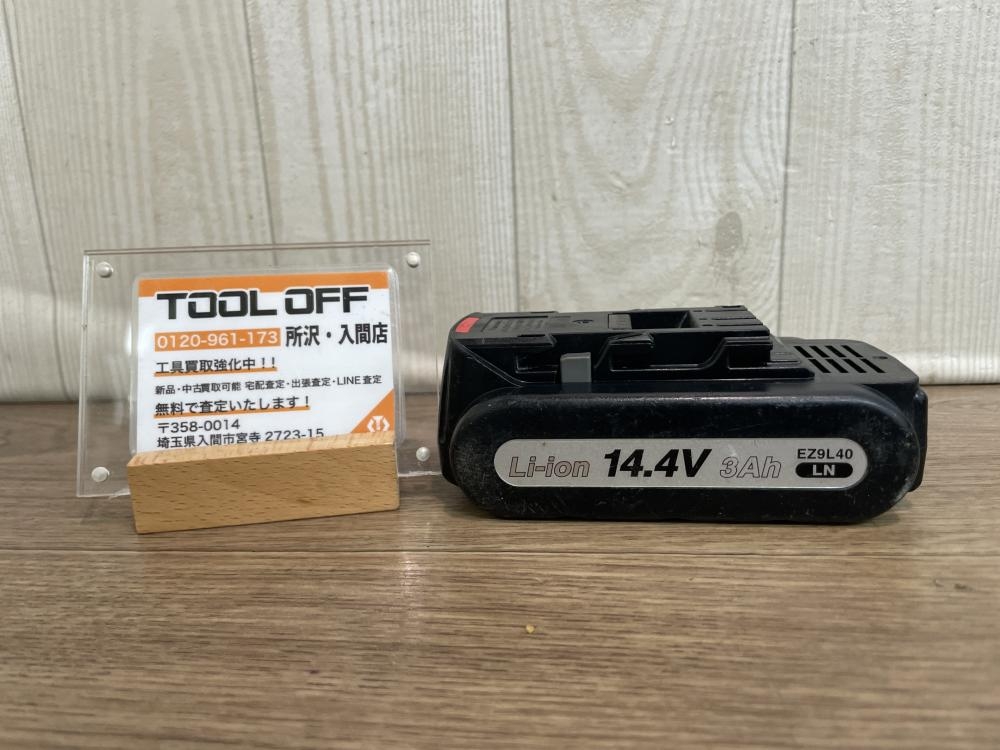 TOOL OFF
0120-961-173 所沢・入間店
工具買取強化中！！
新品・中古買取可能 宅配査定・出張査定・LINE査定
無料で査定いたします！
〒358-0014
埼玉県入間市宮寺 2723-15
Li-ion 14.4V 3Ah EZ9L40
LN